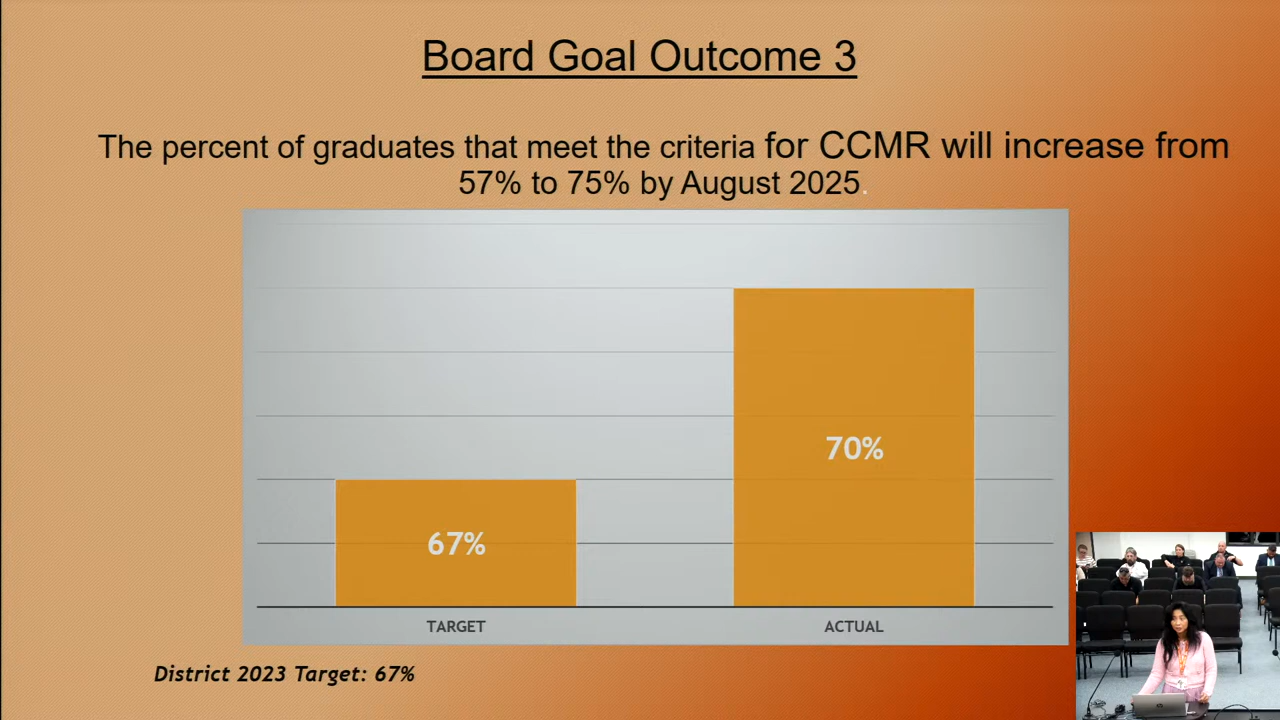 Board Goal Outcome 3
The percent of graduates that meet the criteria for CCMR will increase from
57% to 75% by August 2025.
70%
67%
TARGET
ACTUAL
District 2023 Target: 67%